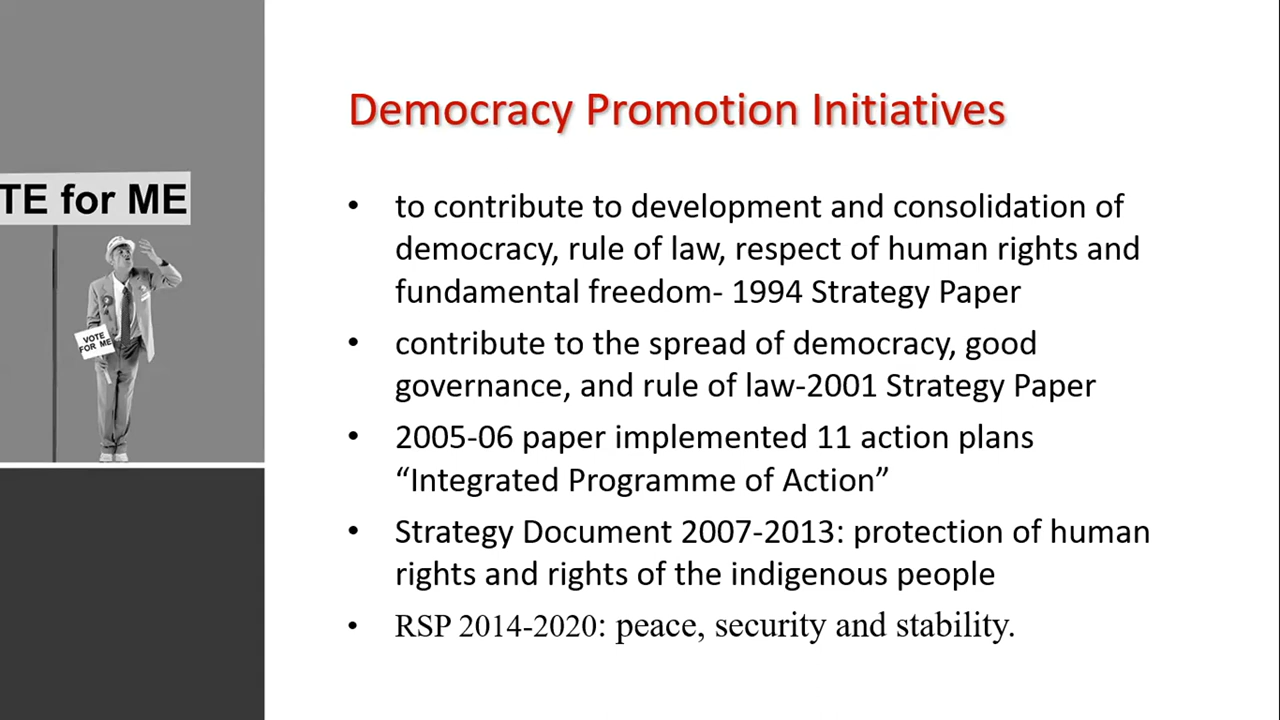 TE for ME
VOTE
FOR ME
Democracy Promotion Initiatives
• to contribute to development and consolidation of
democracy, rule of law, respect of human rights and
fundamental freedom- 1994 Strategy Paper
• contribute to the spread of democracy, good
governance, and rule of law-2001 Strategy Paper
• 2005-06 paper implemented 11 action plans
“Integrated Programme of Action”
• Strategy Document 2007-2013: protection of human
rights and rights of the indigenous people
• RSP 2014-2020: peace, security and stability.